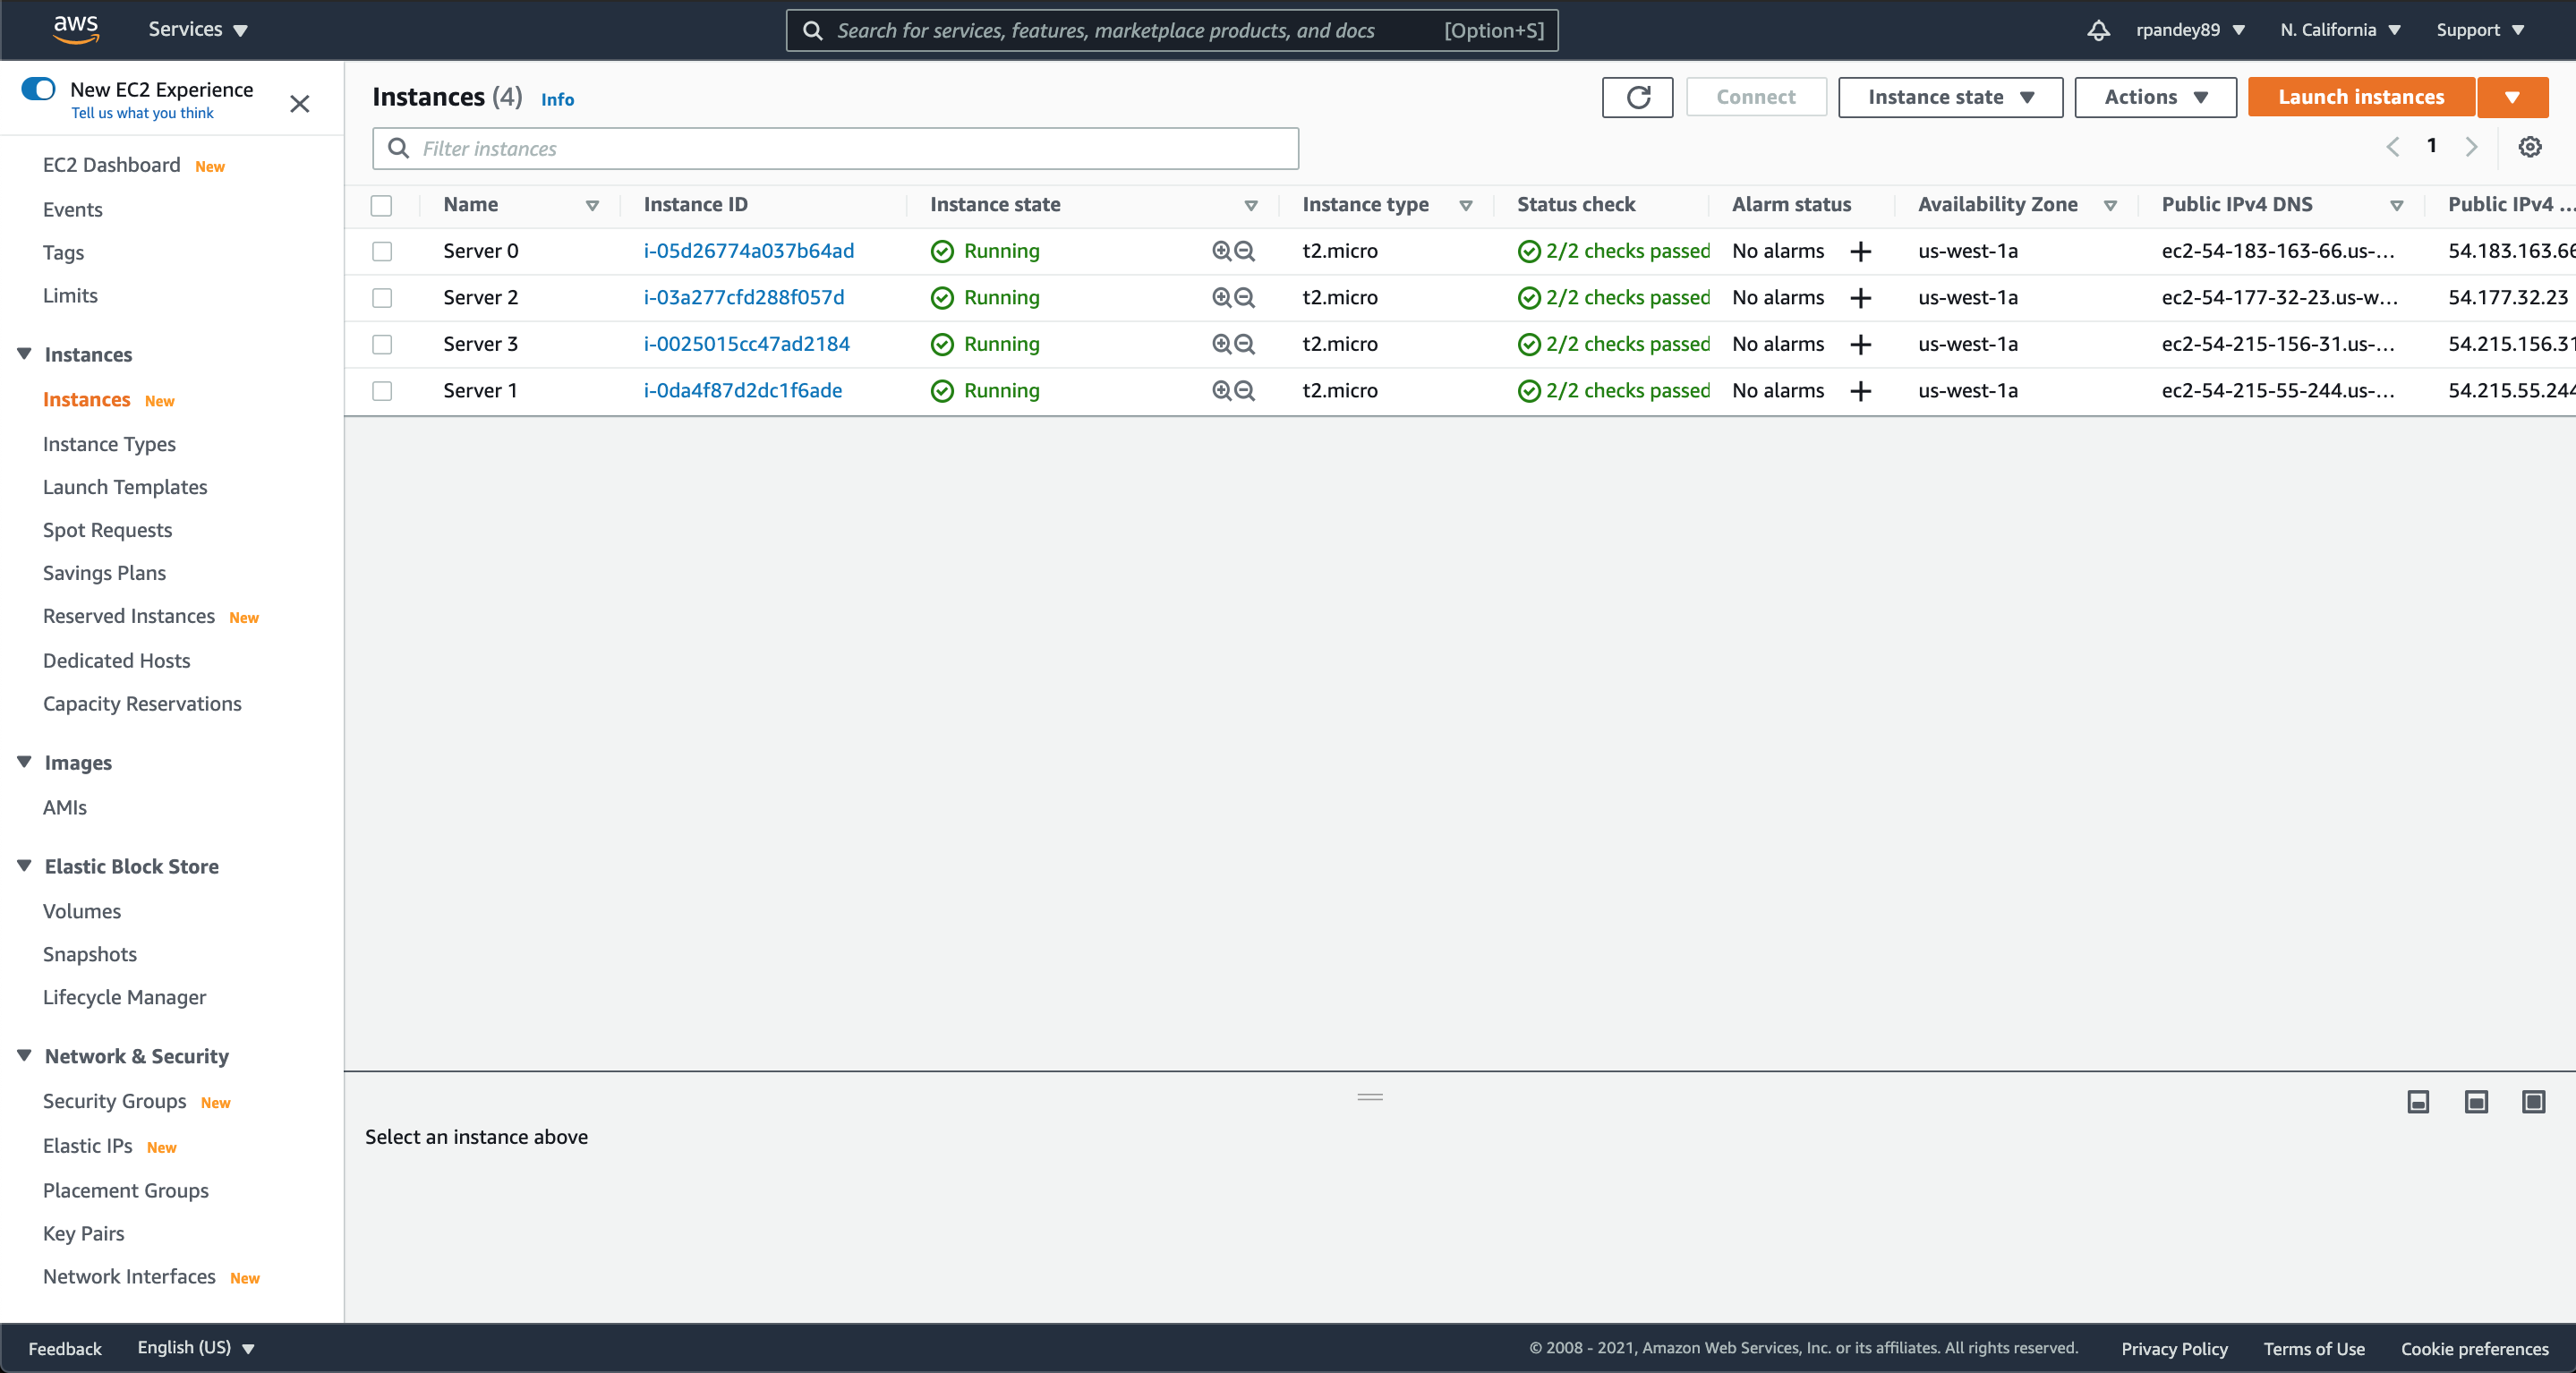 aws Services Search for services, features, marketplace products, and docs [Option+S] rpandey89 N. California Support
New EC2 Experience
Tell us what you think
EC2 Dashboard New
Events
Tags
Limits
Instances
Instances New
Instance Types
Launch Templates
Spot Requests
Savings Plans
Reserved Instances New
Dedicated Hosts
Capacity Reservations
Images
AMIs
Elastic Block Store
Volumes
Snapshots
Lifecycle Manager
Network & Security
Security Groups New
Elastic IPs New
Placement Groups
Key Pairs
Network Interfaces New
Instances (4) Info Connect Instance state Actions Launch instances
Filter instances 1
Name Instance ID Instance state Instance type Status check Alarm status Availability Zone Public IPv4 DNS Public IPv4 ...
Server 0 i-05d26774a037b64ad Running t2.micro 2/2 checks passed No alarms us-west-1a ec2-54-183-163-66.us-... 54.183.163.66
Server 2 i-03a277cfd288f057d Running t2.micro 2/2 checks passed No alarms us-west-1a ec2-54-177-32-23.us-w... 54.177.32.23
Server 3 i-0025015cc47ad2184 Running t2.micro 2/2 checks passed No alarms us-west-1a ec2-54-215-156-31.us-... 54.215.156.31
Server 1 i-0da4f87d2dc1f6ade Running t2.micro 2/2 checks passed No alarms us-west-1a ec2-54-215-55-244.us-... 54.215.55.244
Select an instance above
Feedback English (US) © 2008 - 2021, Amazon Web Services, Inc. or its affiliates. All rights reserved. Privacy Policy Terms of Use Cookie preferences